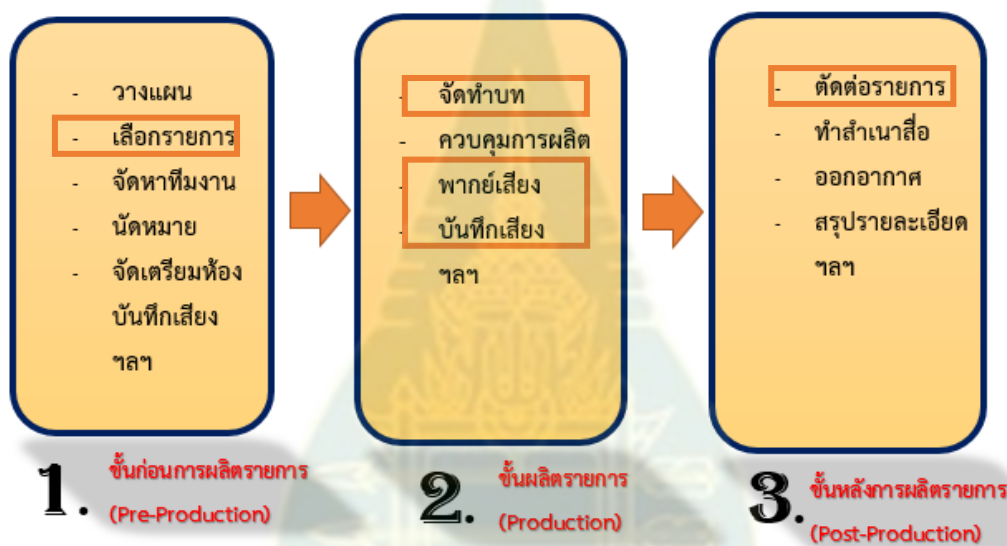 - วางแผน
- เลือกรายการ
- จัดหาทีมงาน
- นัดหมาย
- จัดเตรียมห้อง
บันทึกเสียง
ฯลฯ
1.
ขั้นก่อนการผลิตรายการ
(Pre-Production)
- จัดทำบท
- ควบคุมการผลิต
- พากย์เสียง
- บันทึกเสียง
ฯลฯ
2.
ขั้นผลิตรายการ
(Production)
- ตัดต่อรายการ
- ทำสำเนาสื่อ
- ออกอากาศ
- สรุปรายละเอียด
ฯลฯ
3.
ขั้นหลังการผลิตรายการ
(Post-Production)